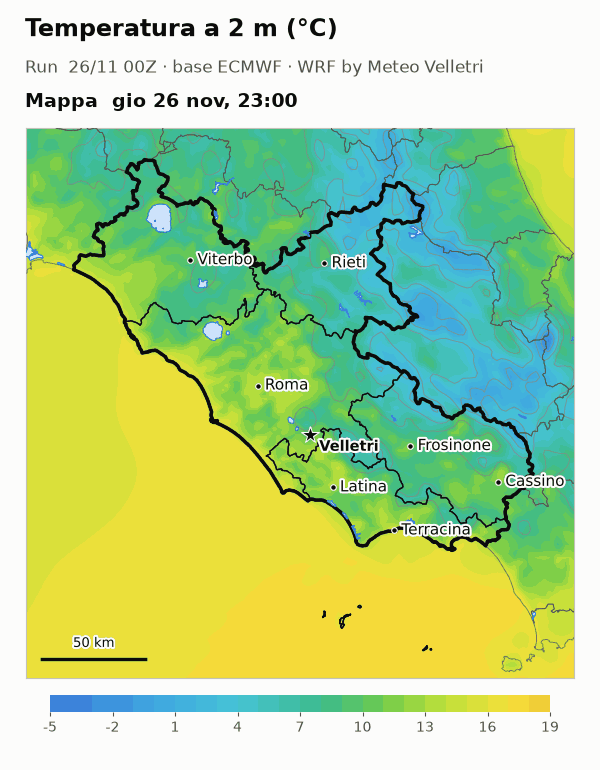 Temperatura a 2 m (°C)
Run  26/11 00Z · base ECMWF · WRF by Meteo Velletri
Mappa  gio 26 nov, 23:00
Viterbo
Rieti
Roma
Velletri
Frosinone
Cassino
Latina
Terracina
50 km
-5 -2 1 4 7 10 13 16 19